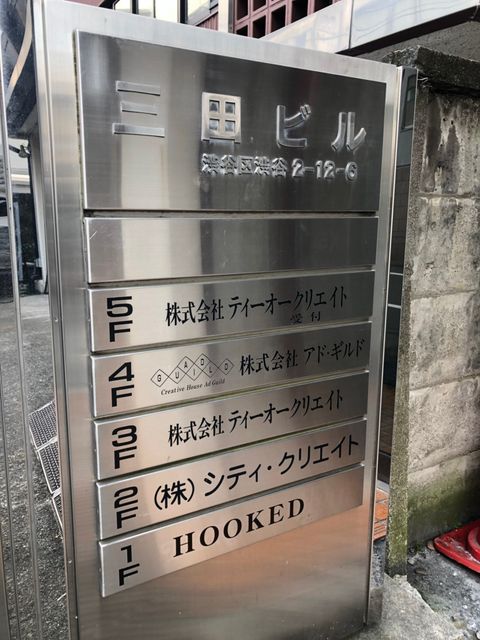 三田ビル
渋谷区渋谷2-12-6
5F 株式会社 ティーオークリエイト
受付
4F GUADILD 株式会社 アド・ギルド
Creative House Ad Guild
3F 株式会社 ティーオークリエイト
2F (株)シティ・クリエイト
1F HOOKED